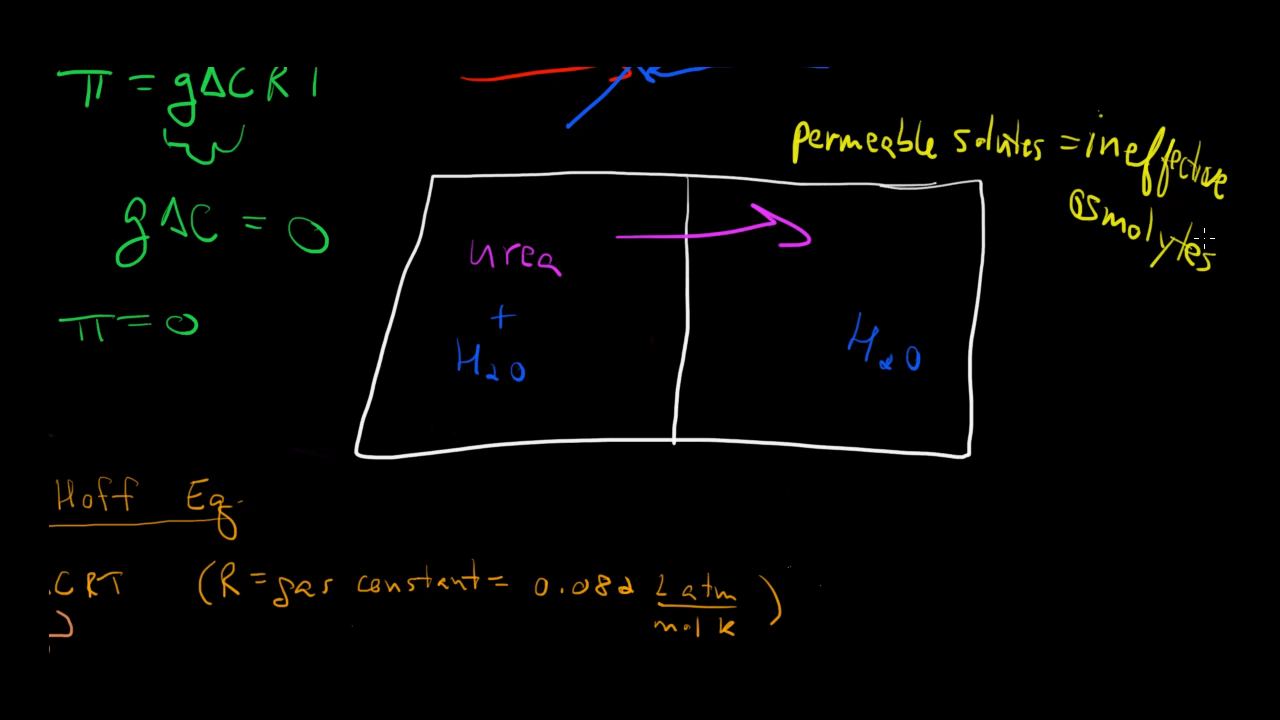 π = gΔCRT
gΔC = 0
π = 0
permeable solutes = ineffective
osmolytes
urea
+
H2O
H2O
Hoff Eq.
CRT (R = gas constant = 0.082 L atm
mol K )